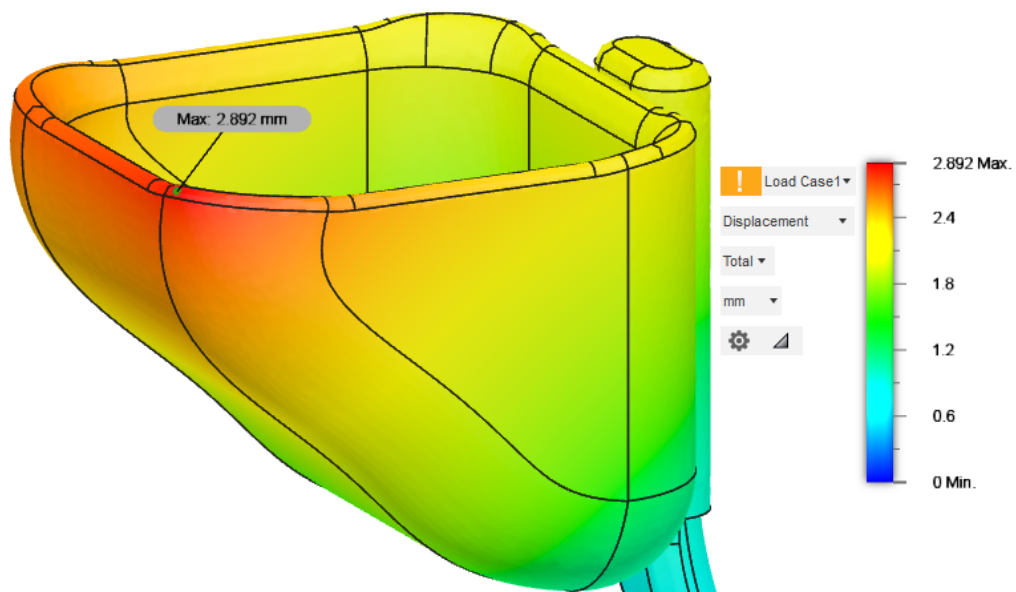 Max: 2.892 mm
! Load Case1
Displacement
Total
mm
2.892 Max.
2.4
1.8
1.2
0.6
0 Min.